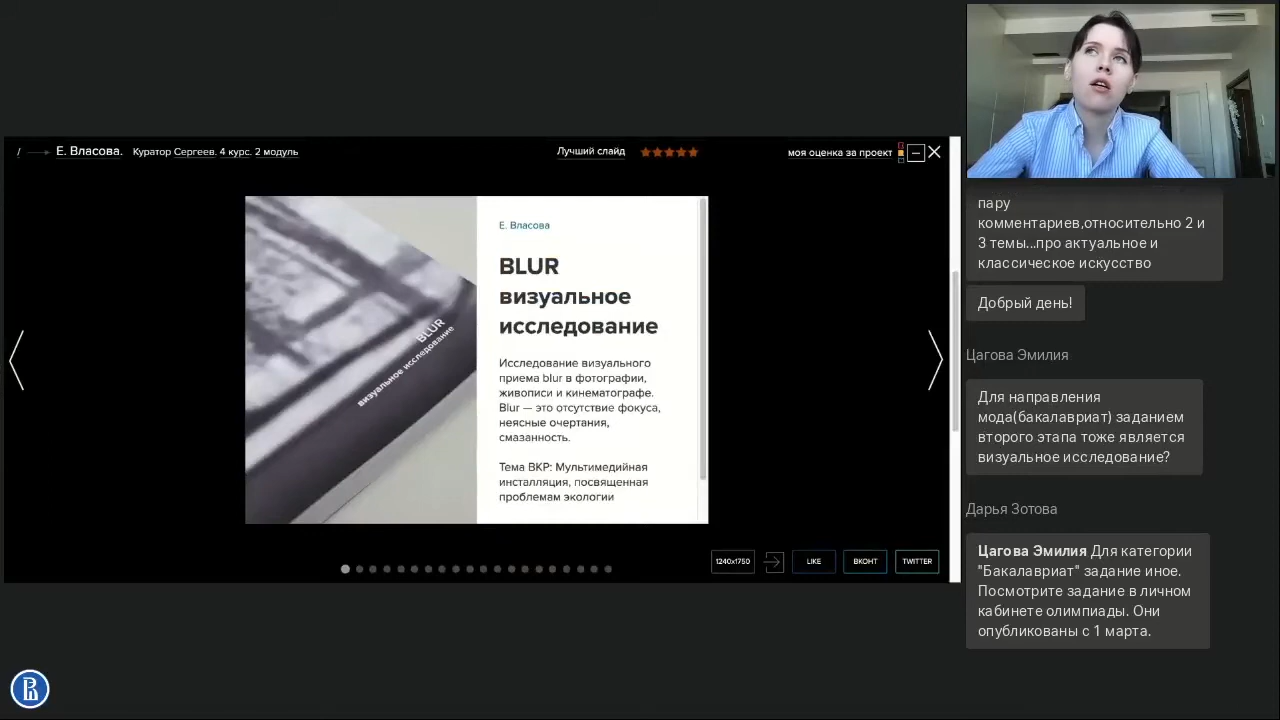 / Е. Власова. Куратор Сергеев. 4 курс. 2 модуль
Лучший слайд
моя оценка за проект
BLUR
визуальное исследование
Е. Власова
BLUR
визуальное
исследование
Исследование визуального
приема blur в фотографии,
живописи и кинематографе.
Blur — это отсутствие фокуса,
неясные очертания,
смазанность.
Тема ВКР: Мультимедийная
инсталляция, посвященная
проблемам экологии
1240x1750
LIKE
ВКОНТ
TWITTER
пару
комментариев,относительно 2 и
3 темы...про актуальное и
классическое искусство
Добрый день!
Цагова Эмилия
Для направления
мода(бакалавриат) заданием
второго этапа тоже является
визуальное исследование?
Дарья Зотова
Цагова Эмилия Для категории
"Бакалавриат" задание иное.
Посмотрите задание в личном
кабинете олимпиады. Они
опубликованы с 1 марта.